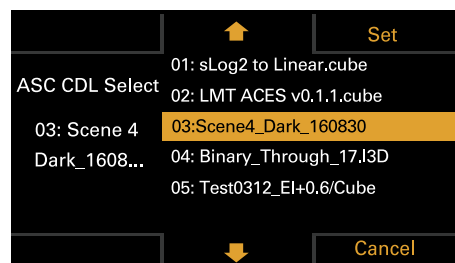 Set
ASC CDL Select
03: Scene 4
Dark_1608...
01: sLog2 to Linear.cube
02: LMT ACES v0.1.1.cube
03:Scene4_Dark_160830
04: Binary_Through_17.l3D
05: Test0312_EI+0.6/Cube
Cancel